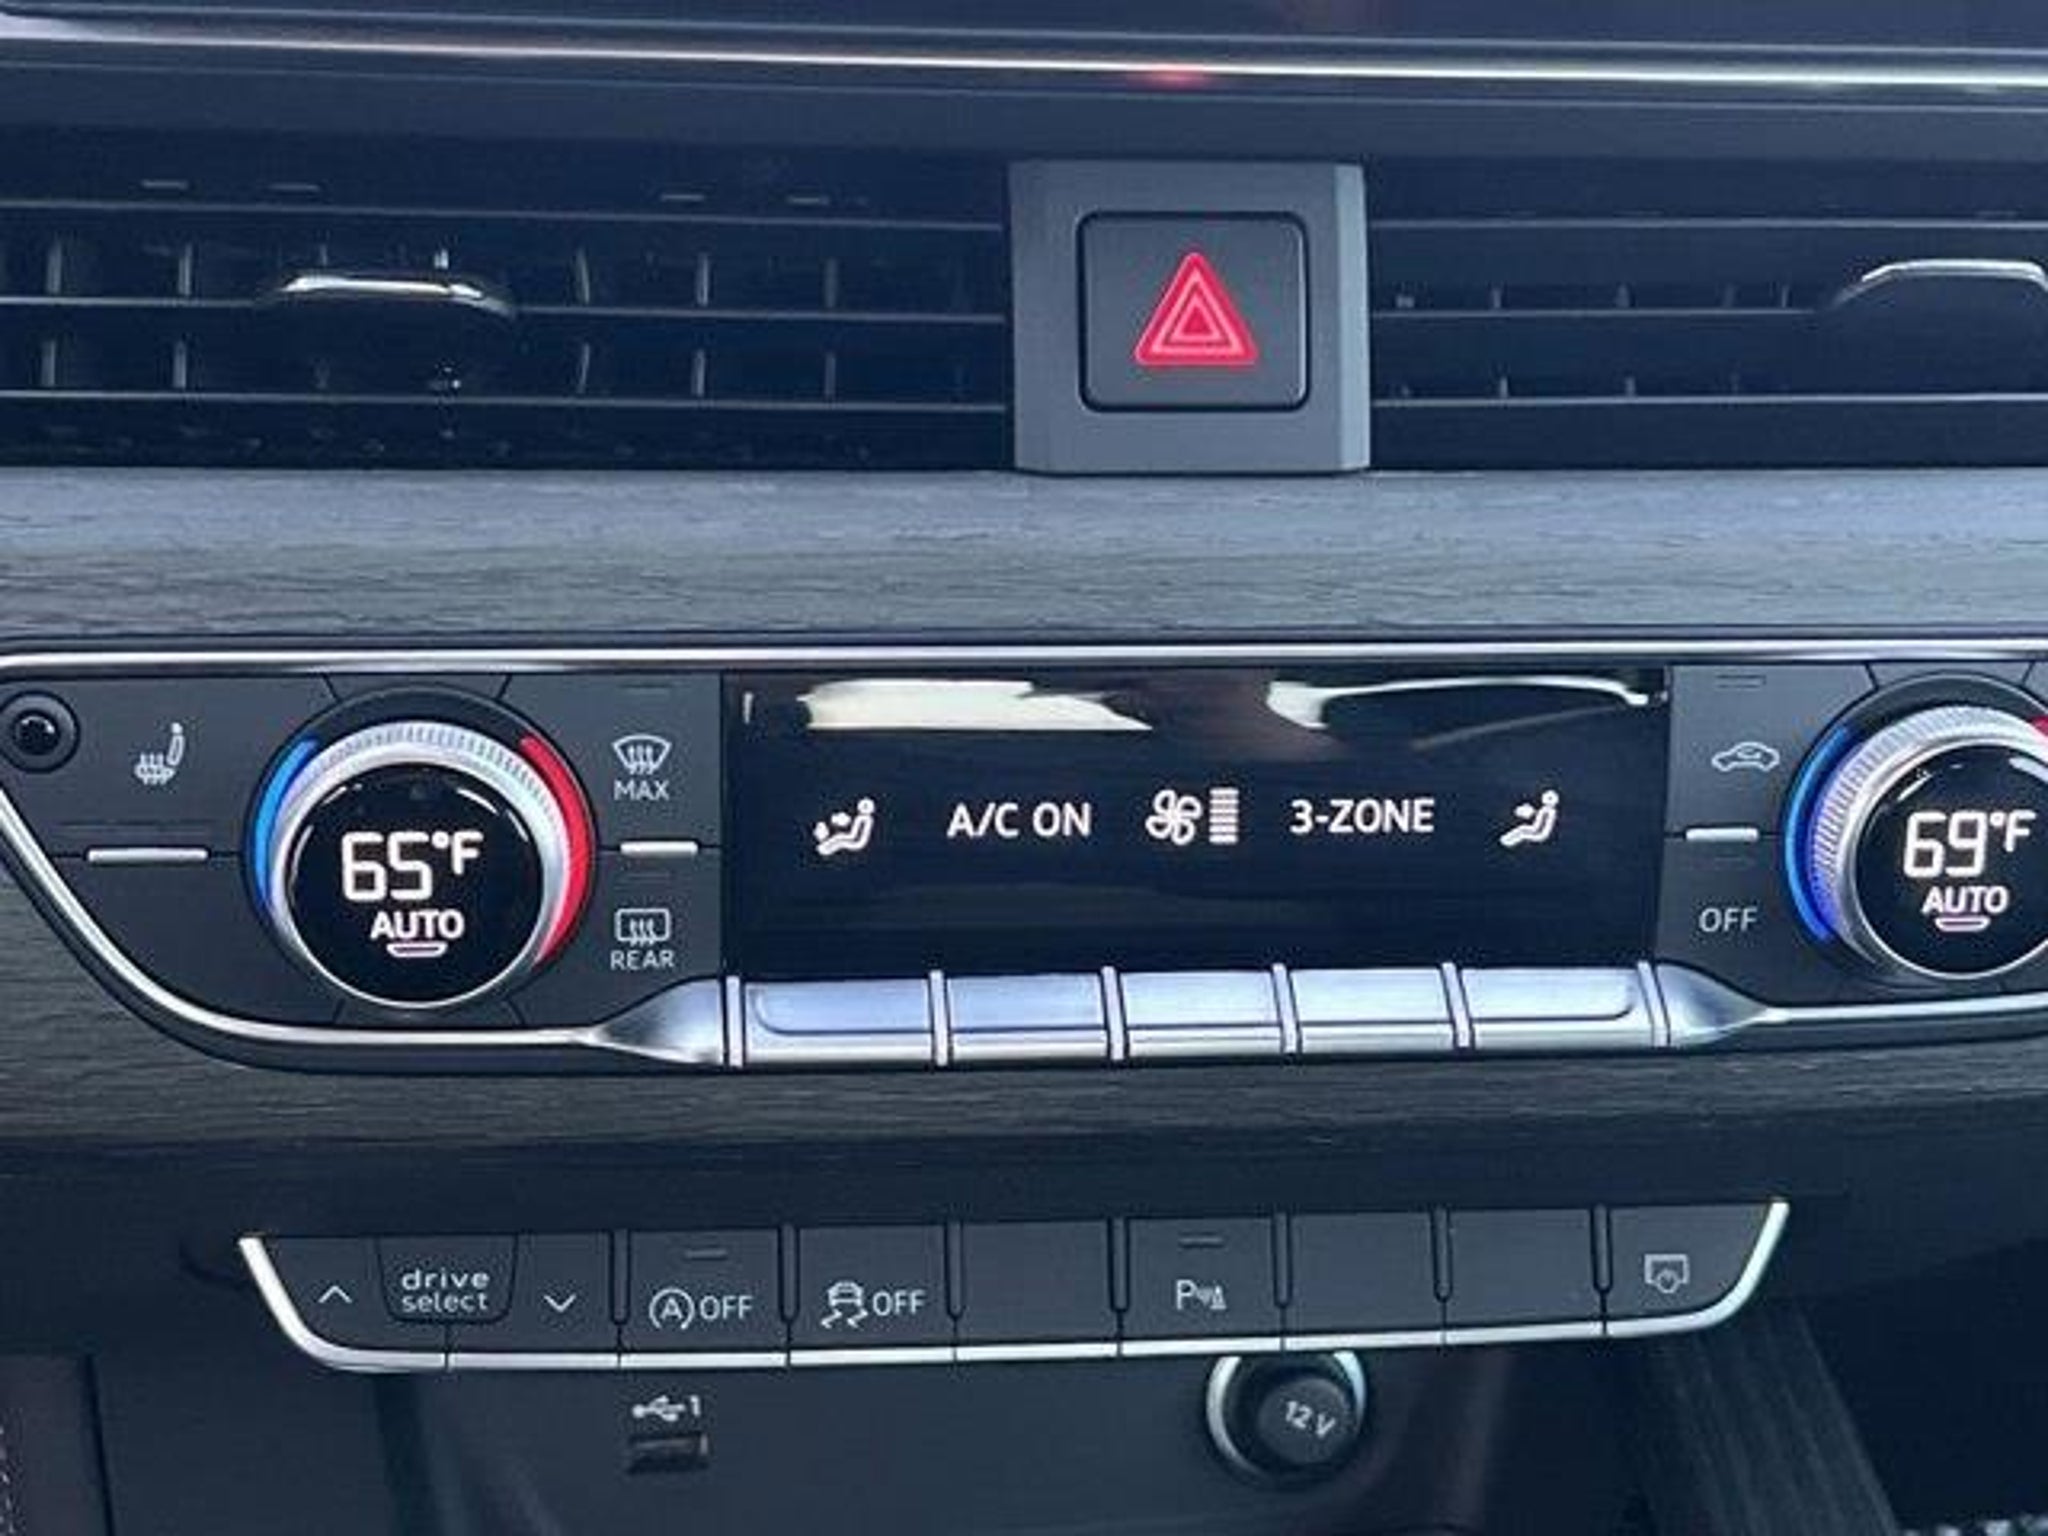 MAX
A/C ON
3-ZONE
65°F
AUTO
69°F
AUTO
REAR
OFF
drive
select
A OFF
OFF
P
1
12 V